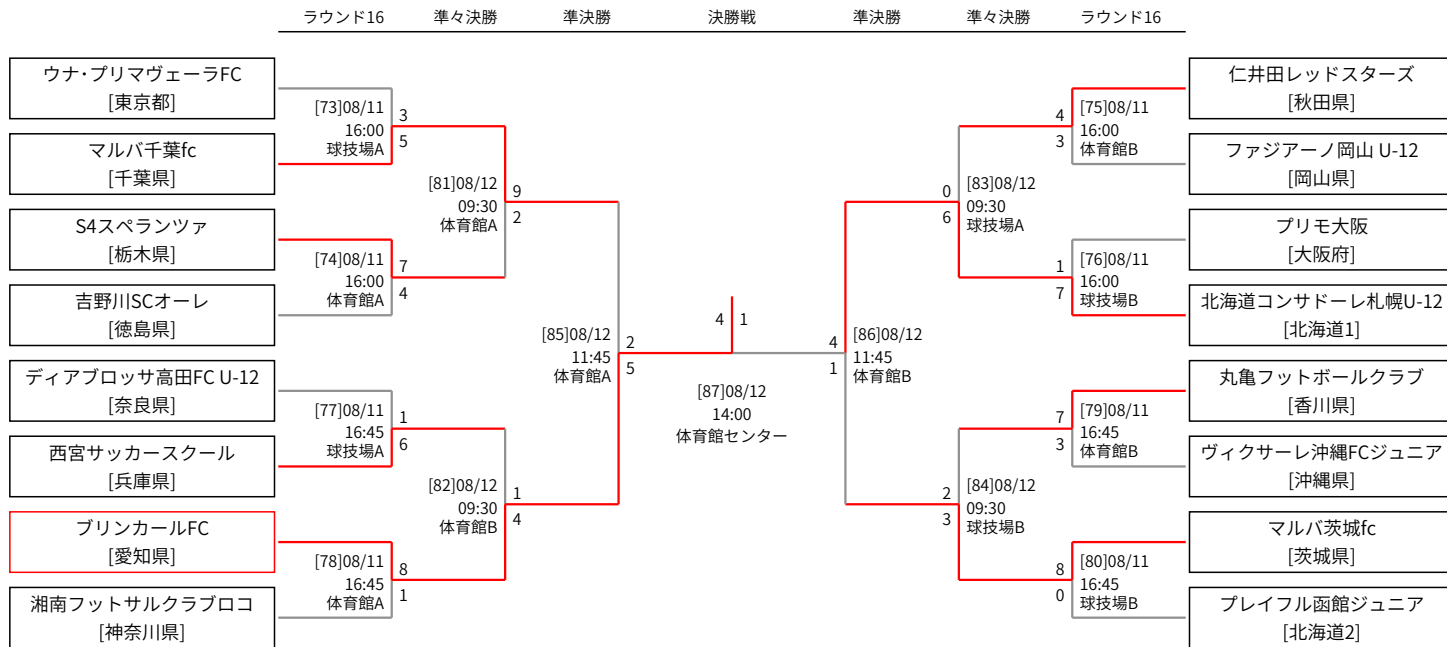 ラウンド16
準々決勝
準決勝
決勝戦
準決勝
準々決勝
ラウンド16
ウナ・プリマヴェーラFC
[東京都]
マルバ千葉fc
[千葉県]
S4スペランツァ
[栃木県]
吉野川SCオーレ
[徳島県]
ディアブロッサ高田FC U-12
[奈良県]
西宮サッカースクール
[兵庫県]
ブリンカールFC
[愛知県]
湘南フットサルクラブロコ
[神奈川県]
[73]08/11
16:00
球技場A
3
5
[74]08/11
16:00
体育館A
7
4
[77]08/11
16:45
球技場A
1
6
[78]08/11
16:45
体育館A
8
1
[81]08/12
09:30
体育館A
9
2
[82]08/12
09:30
体育館B
1
4
[85]08/12
11:45
体育館A
2
5
4
1
[87]08/12
14:00
体育館センター
4
1
[86]08/12
11:45
体育館B
0
6
[83]08/12
09:30
球技場A
2
3
[84]08/12
09:30
球技場B
4
3
[75]08/11
16:00
体育館B
1
7
[76]08/11
16:00
球技場B
7
3
[79]08/11
16:45
体育館B
8
0
[80]08/11
16:45
球技場B
仁井田レッドスターズ
[秋田県]
ファジアーノ岡山 U-12
[岡山県]
プリモ大阪
[大阪府]
北海道コンサドーレ札幌U-12
[北海道1]
丸亀フットボールクラブ
[香川県]
ヴィクサーレ沖縄FCジュニア
[沖縄県]
マルバ茨城fc
[茨城県]
プレイフル函館ジュニア
[北海道2]